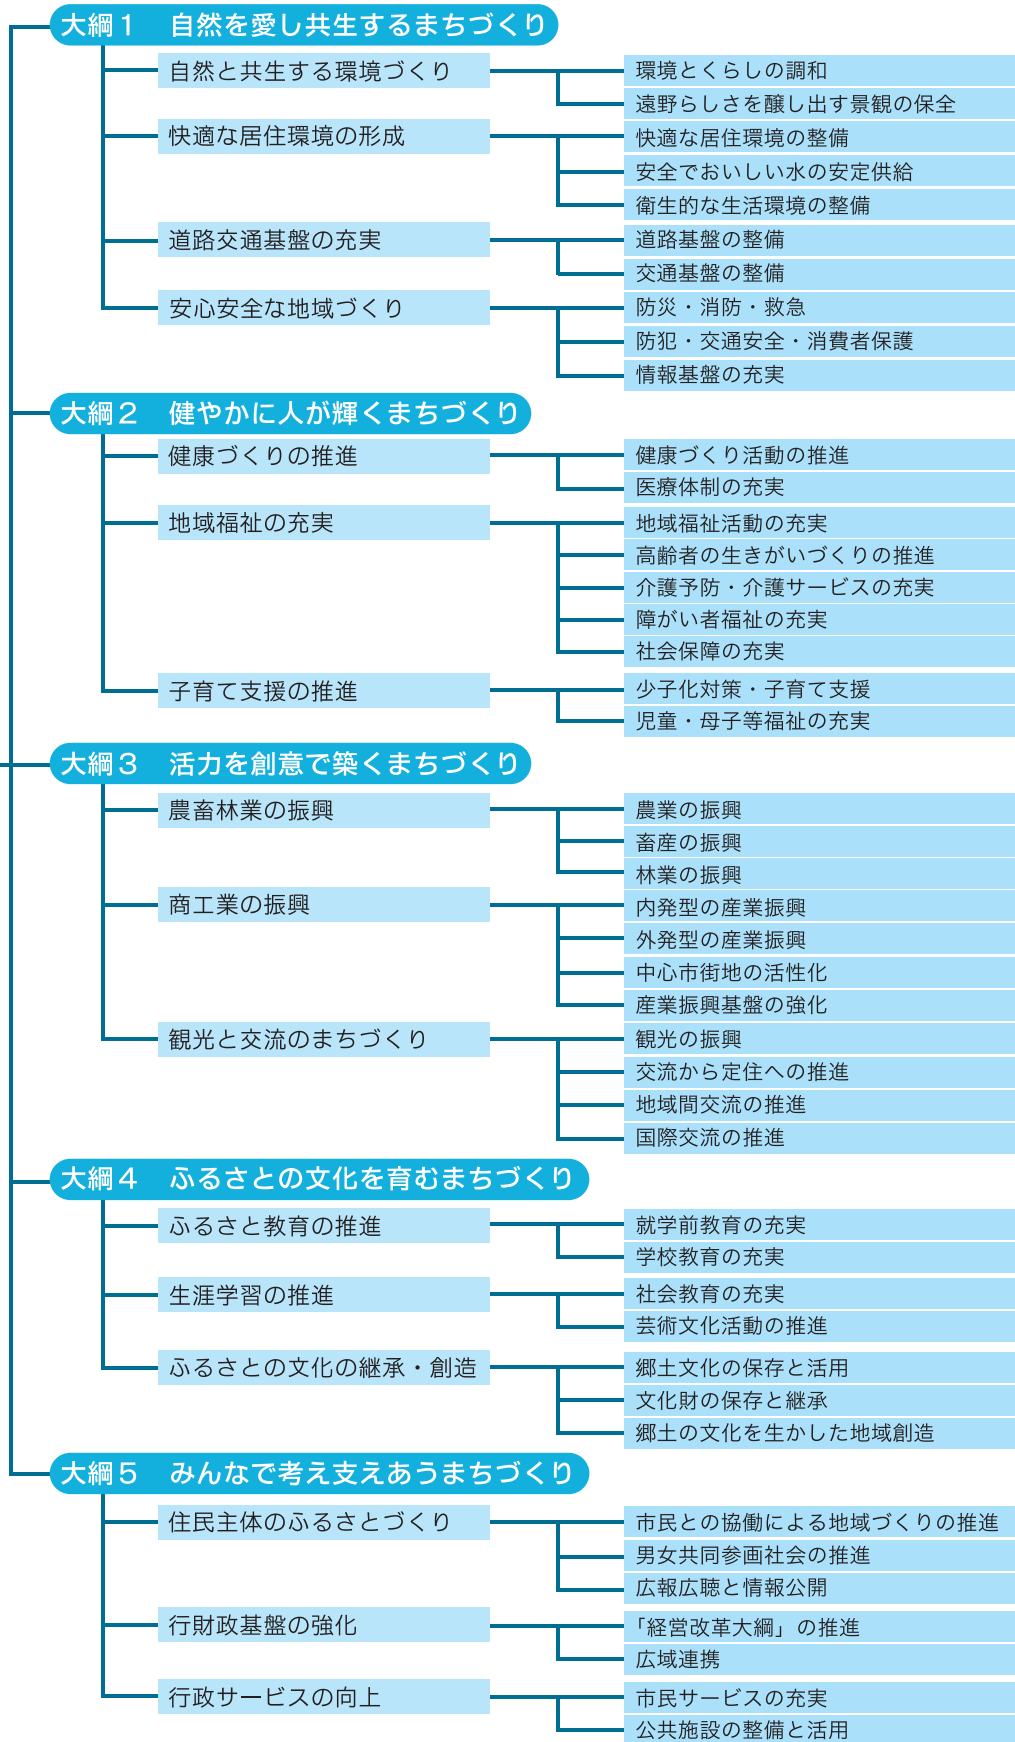 大綱1　自然を愛し共生するまちづくり
自然と共生する環境づくり
環境とくらしの調和
遠野らしさを醸し出す景観の保全
快適な居住環境の形成
快適な居住環境の整備
安全でおいしい水の安定供給
衛生的な生活環境の整備
道路交通基盤の充実
道路基盤の整備
交通基盤の整備
安心安全な地域づくり
防災・消防・救急
防犯・交通安全・消費者保護
情報基盤の充実
大綱2　健やかに人が輝くまちづくり
健康づくりの推進
健康づくり活動の推進
医療体制の充実
地域福祉の充実
地域福祉活動の充実
高齢者の生きがいづくりの推進
介護予防・介護サービスの充実
障がい者福祉の充実
社会保障の充実
子育て支援の推進
少子化対策・子育て支援
児童・母子等福祉の充実
大綱3　活力を創意で築くまちづくり
農畜林業の振興
農業の振興
畜産の振興
林業の振興
商工業の振興
内発型の産業振興
外発型の産業振興
中心市街地の活性化
産業振興基盤の強化
観光と交流のまちづくり
観光の振興
交流から定住への推進
地域間交流の推進
国際交流の推進
大綱4　ふるさとの文化を育むまちづくり
ふるさと教育の推進
就学前教育の充実
学校教育の充実
生涯学習の推進
社会教育の充実
芸術文化活動の推進
ふるさとの文化の継承・創造
郷土文化の保存と活用
文化財の保存と継承
郷土の文化を生かした地域創造
大綱5　みんなで考え支えあうまちづくり
住民主体のふるさとづくり
市民との協働による地域づくりの推進
男女共同参画社会の推進
広報広聴と情報公開
行財政基盤の強化
「経営改革大綱」の推進
広域連携
行政サービスの向上
市民サービスの充実
公共施設の整備と活用